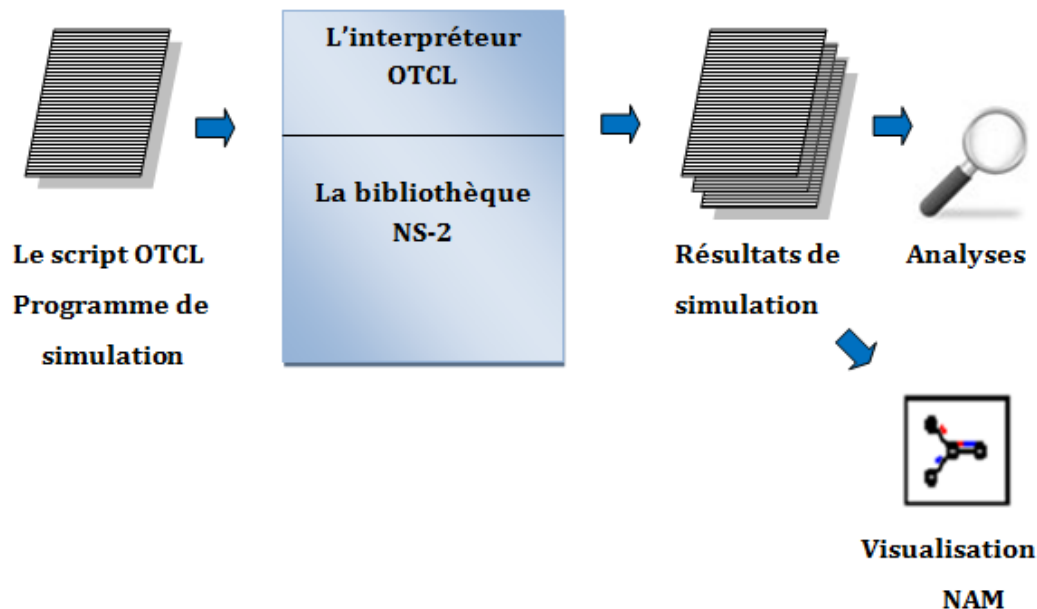 L'interpréteur
OTCL
La bibliothèque
NS-2
Le script OTCL
Programme de
simulation
Résultats de
simulation
Analyses
Visualisation
NAM